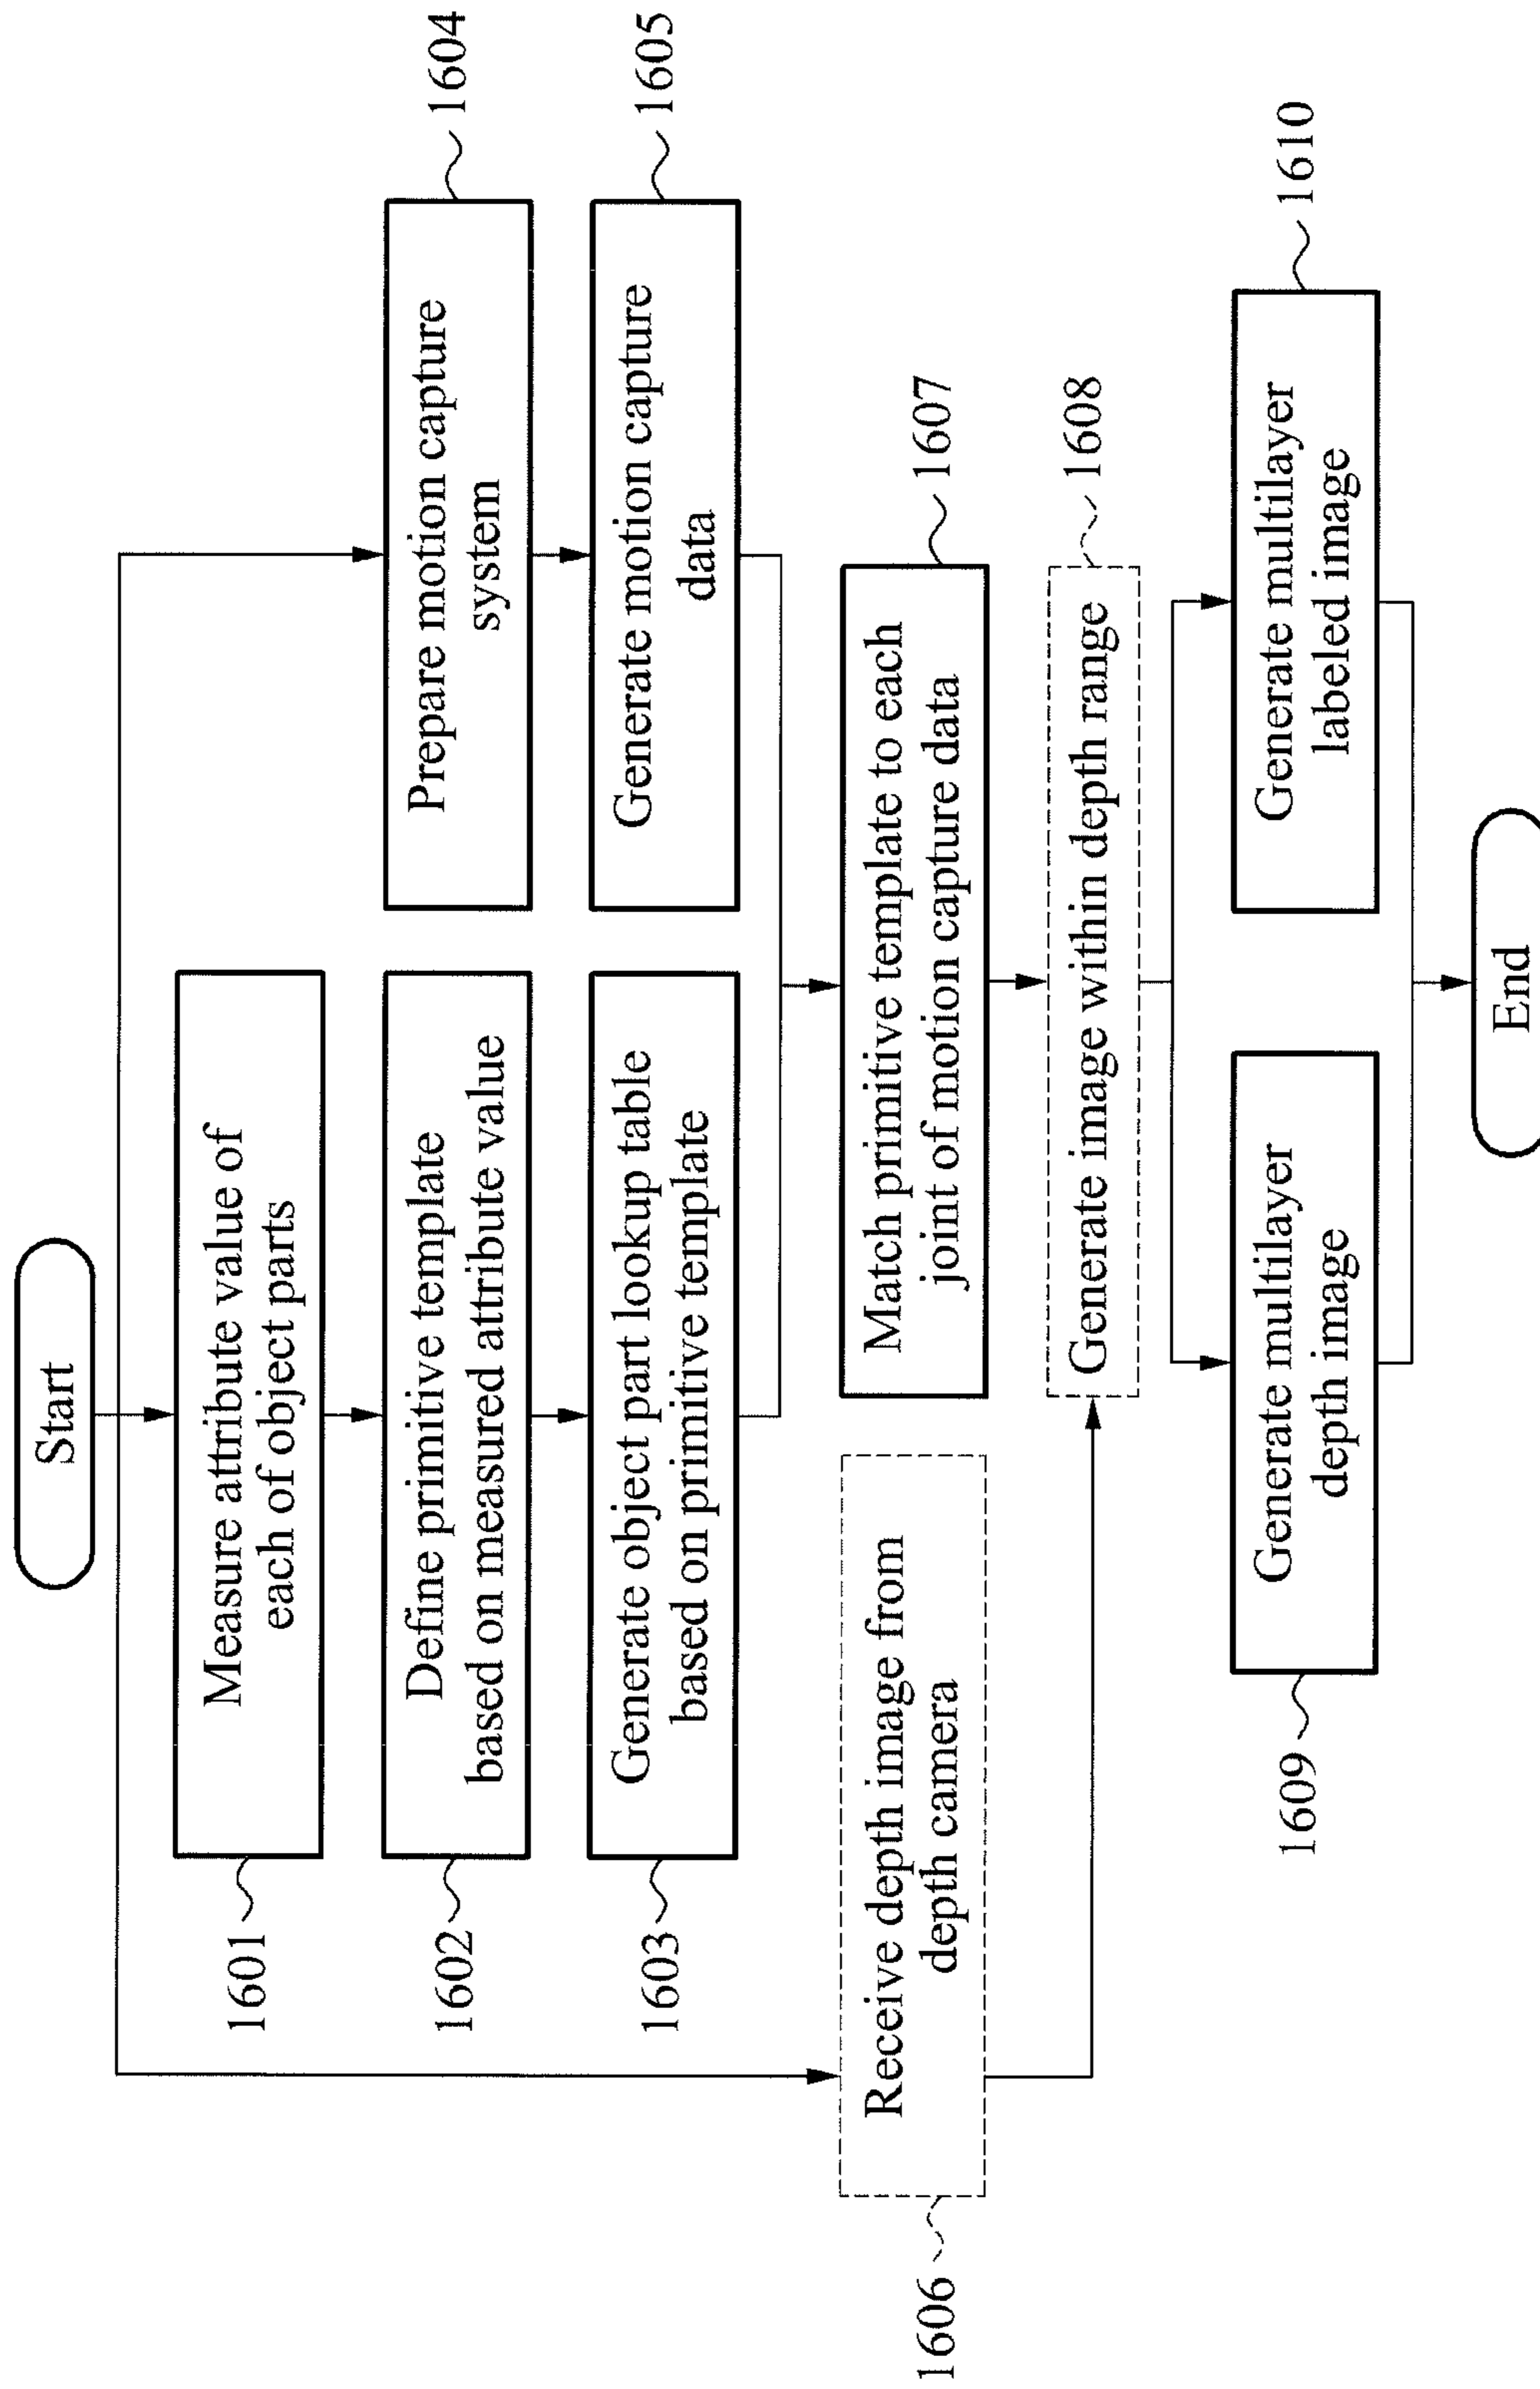 Start
Measure attribute value of
each of object parts
1601
Define primitive template
based on measured attribute value
1602
Generate object part lookup table
based on primitive template
1603
Prepare motion capture
system
1604
Generate motion capture
data
1605
Receive depth image from
depth camera
1606
Match primitive template to each
joint of motion capture data
1607
Generate image within depth range
1608
Generate multilayer
depth image
1609
Generate multilayer
labeled image
1610
End